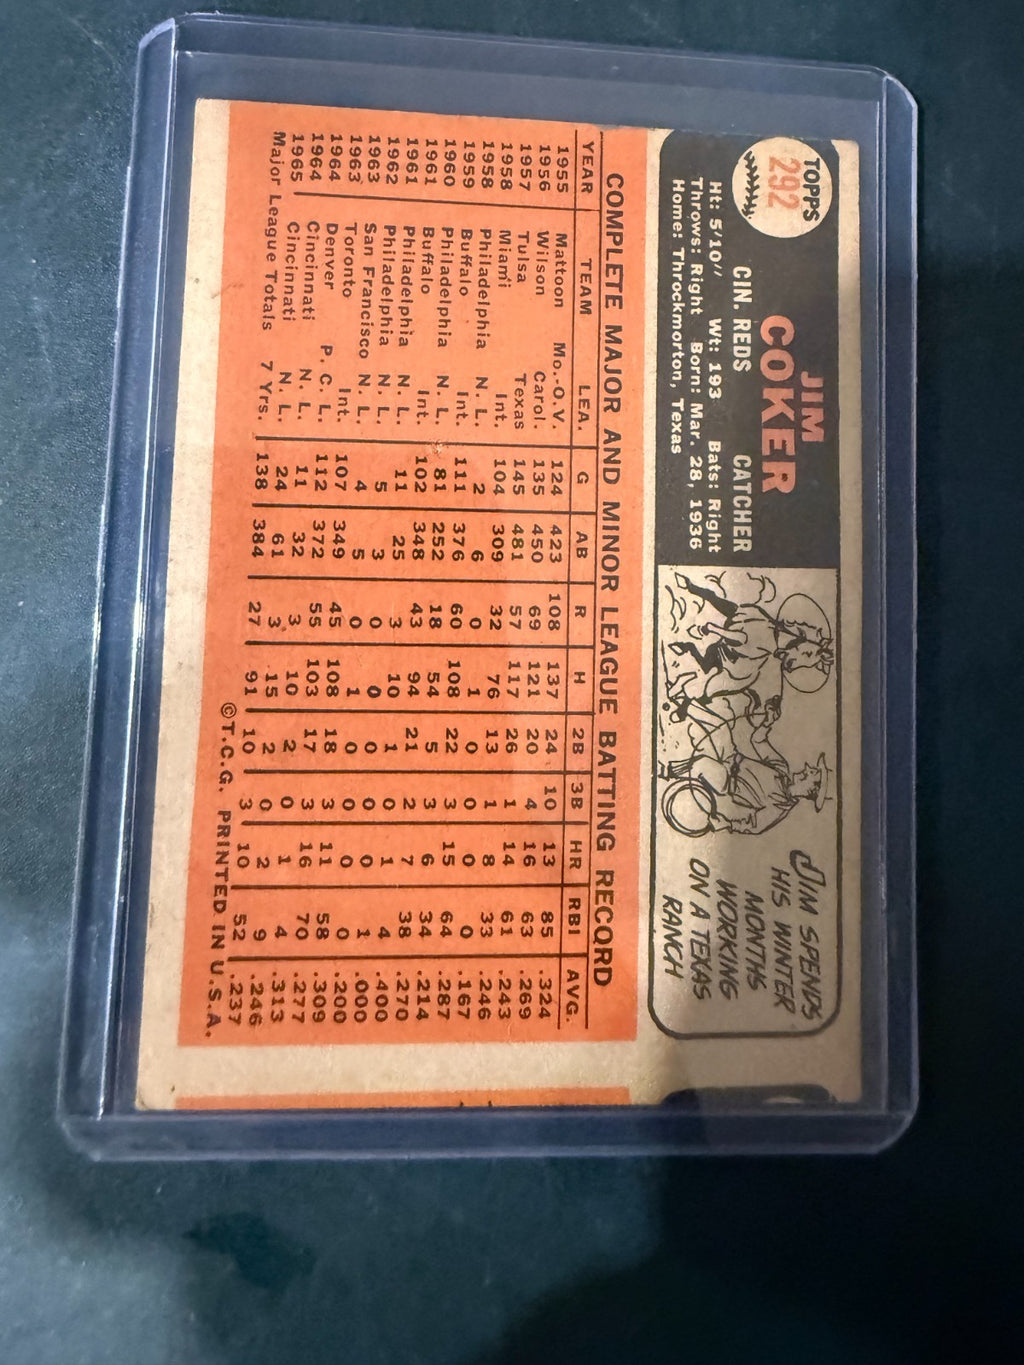 TOPPS
292
JIM
COKER
CIN. REDS CATCHER
Ht: 5'10" Wt: 193 Bats: Right
Throws: Right Born: Mar. 28, 1936
Home: Throckmorton, Texas
JIM SPENDS
HIS WINTER
MONTHS
WORKING
ON A TEXAS
RANCH
COMPLETE MAJOR AND MINOR LEAGUE BATTING RECORD
YEAR TEAM LEA. G AB R H 2B 3B HR RBI AVG.
1955 Mattoon Mo.-O.V. 124 423 108 137 24 10 13 85 .324
1956 Wilson Carol. 135 450 69 121 20 4 16 63 .269
1957 Tulsa Texas 145 481 57 117 26 1 14 61 .243
1958 Miami Int. 104 309 32 76 13 1 8 33 .246
1958 Philadelphia N. L. 2 6 0 1 0 0 0 0 .167
1959 Buffalo Int. 111 376 60 108 22 3 15 64 .287
1960 Philadelphia N. L. 81 252 18 54 5 3 6 34 .214
1961 Buffalo Int. 102 348 43 94 21 2 7 38 .270
1961 Philadelphia N. L. 11 25 3 10 1 0 1 4 .400
1962 Philadelphia N. L. 5 3 0 0 0 0 0 1 .000
1963 San Francisco N. L. 4 5 0 1 0 0 0 0 .200
1963 Toronto Int. 107 349 45 108 18 3 11 58 .309
1964 Denver P. C. L. 112 372 55 103 17 3 16 70 .277
1964 Cincinnati N. L. 11 32 3 10 2 0 1 4 .313
1965 Cincinnati N. L. 24 61 3 15 2 0 2 9 .246
Major League Totals 7 Yrs. 138 384 27 91 10 3 10 52 .237
©T.C.G. PRINTED IN U.S.A.